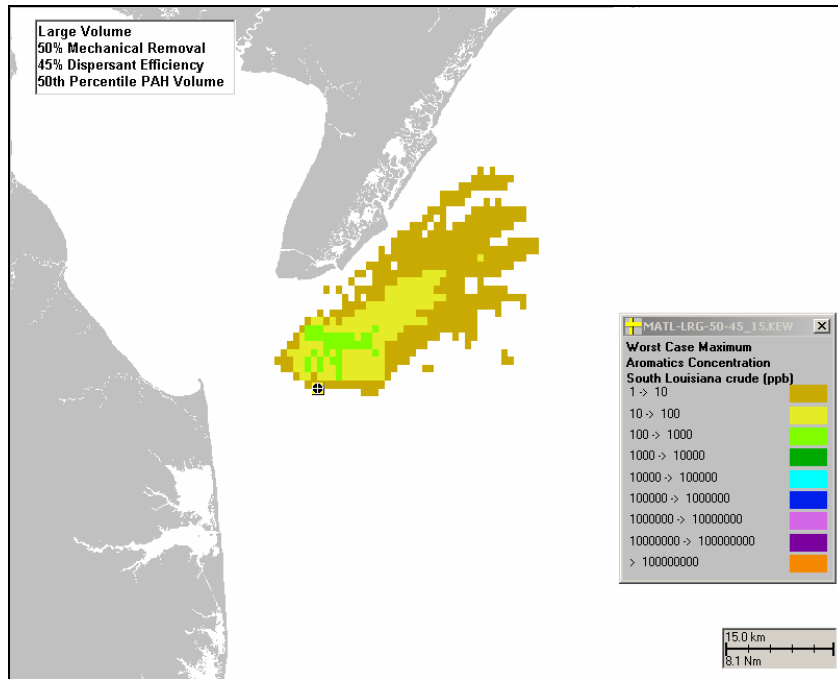 Large Volume
50% Mechanical Removal
45% Dispersant Efficiency
50th Percentile PAH Volume
MATL-LRG-50-45_15.KEW
Worst Case Maximum
Aromatics Concentration
South Louisiana crude (ppb)
1 -> 10
10 -> 100
100 -> 1000
1000 -> 10000
10000 -> 100000
100000 -> 1000000
1000000 -> 10000000
10000000 -> 100000000
> 100000000
15.0 km
8.1 Nm